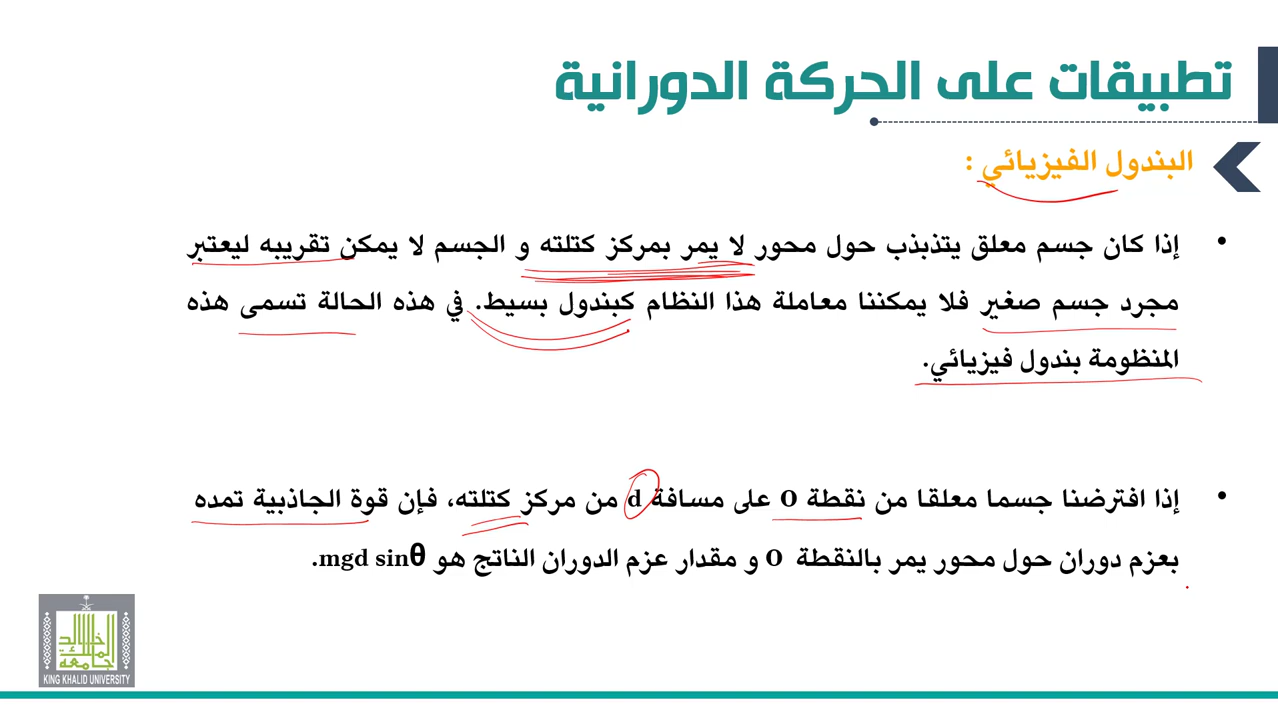 تطبيقات على الحركة الدورانية
البندول الفيزيائي :
• إذا كان جسم معلق يتذبذب حول محور لا يمر بمركز كتلته و الجسم لا يمكن تقريبه ليعتبر
مجرد جسم صغير فلا يمكننا معاملة هذا النظام كبندول بسيط. في هذه الحالة تسمى هذه
المنظومة بندول فيزيائي.
• إذا افترضنا جسما معلقا من نقطة O على مسافة d من مركز كتلته، فإن قوة الجاذبية تمده
بعزم دوران حول محور يمر بالنقطة O و مقدار عزم الدوران الناتج هو mgd sinθ.
جامعة الملك خالد
KING KHALID UNIVERSITY